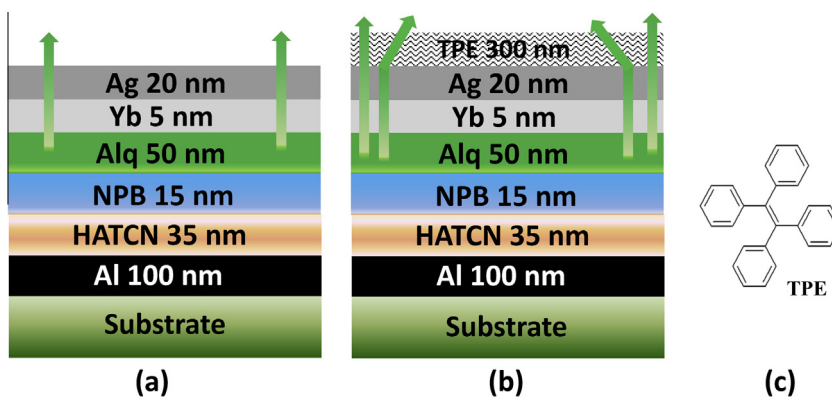 Ag 20 nm
Yb 5 nm
Alq 50 nm
NPB 15 nm
HATCN 35 nm
Al 100 nm
Substrate
(a)
TPE 300 nm
Ag 20 nm
Yb 5 nm
Alq 50 nm
NPB 15 nm
HATCN 35 nm
Al 100 nm
Substrate
(b)
TPE
(c)